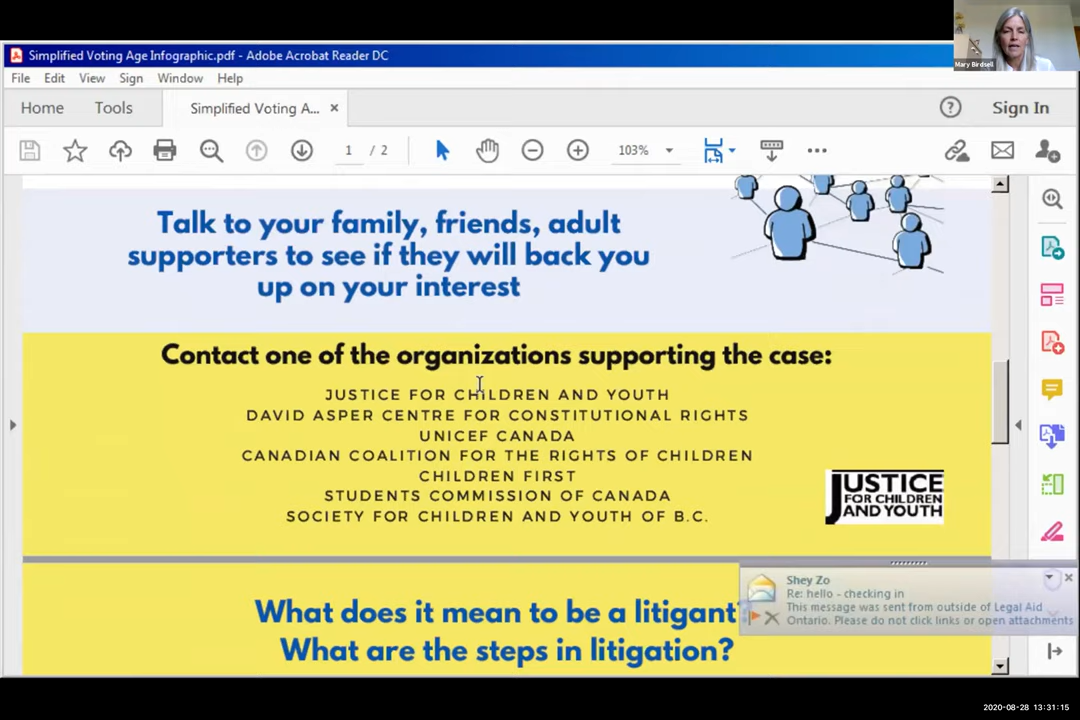 Simplified Voting Age Infographic.pdf - Adobe Acrobat Reader DC
Mary Birdsell
File Edit View Sign Window Help
Home Tools Simplified Voting A... × Sign In
1 / 2 103%
Talk to your family, friends, adult
supporters to see if they will back you
up on your interest
Contact one of the organizations supporting the case:
JUSTICE FOR CHILDREN AND YOUTH
DAVID ASPER CENTRE FOR CONSTITUTIONAL RIGHTS
UNICEF CANADA
CANADIAN COALITION FOR THE RIGHTS OF CHILDREN
CHILDREN FIRST
STUDENTS COMMISSION OF CANADA
SOCIETY FOR CHILDREN AND YOUTH OF B.C.
JUSTICE
FOR CHILDREN
AND YOUTH
What does it mean to be a litigant?
What are the steps in litigation?
Shey Zo
Re: hello - checking in
This message was sent from outside of Legal Aid
Ontario. Please do not click links or open attachments
2020-08-28 13:31:15